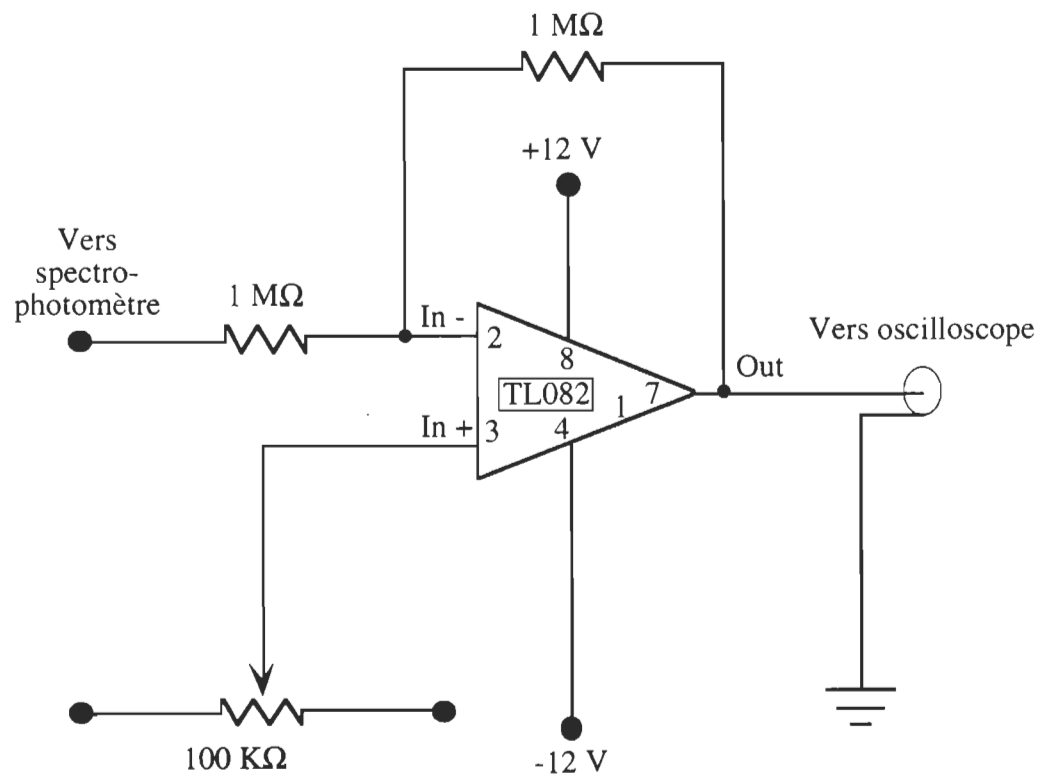 1 MΩ
+12 V
Vers
spectro-
photomètre
1 MΩ
In -
2
8
Vers oscilloscope
Out
TL082
7
1
In +
3
4
100 KΩ
-12 V